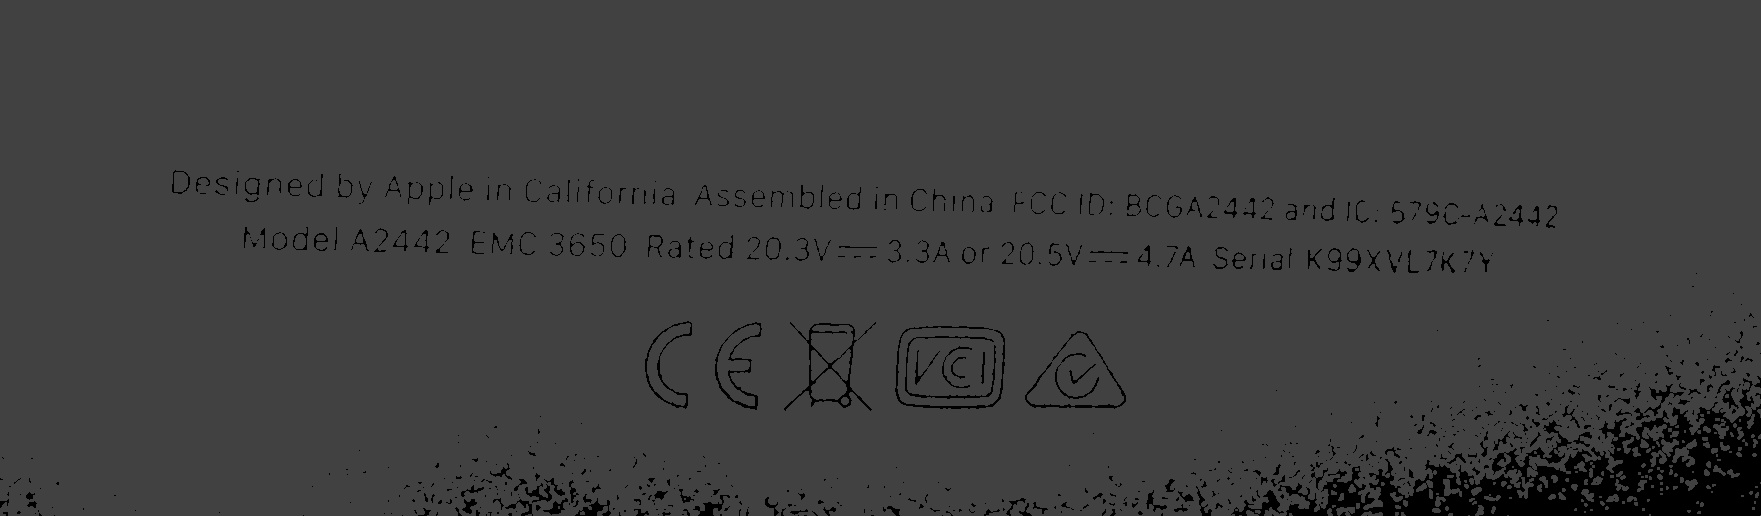 Designed by Apple in California Assembled in China FCC ID: BCGA2442 and IC: 579C-A2442
Model A2442 EMC 3650 Rated 20.3V⎓3.3A or 20.5V⎓4.7A Serial K99XVL7K7Y
CE VCI